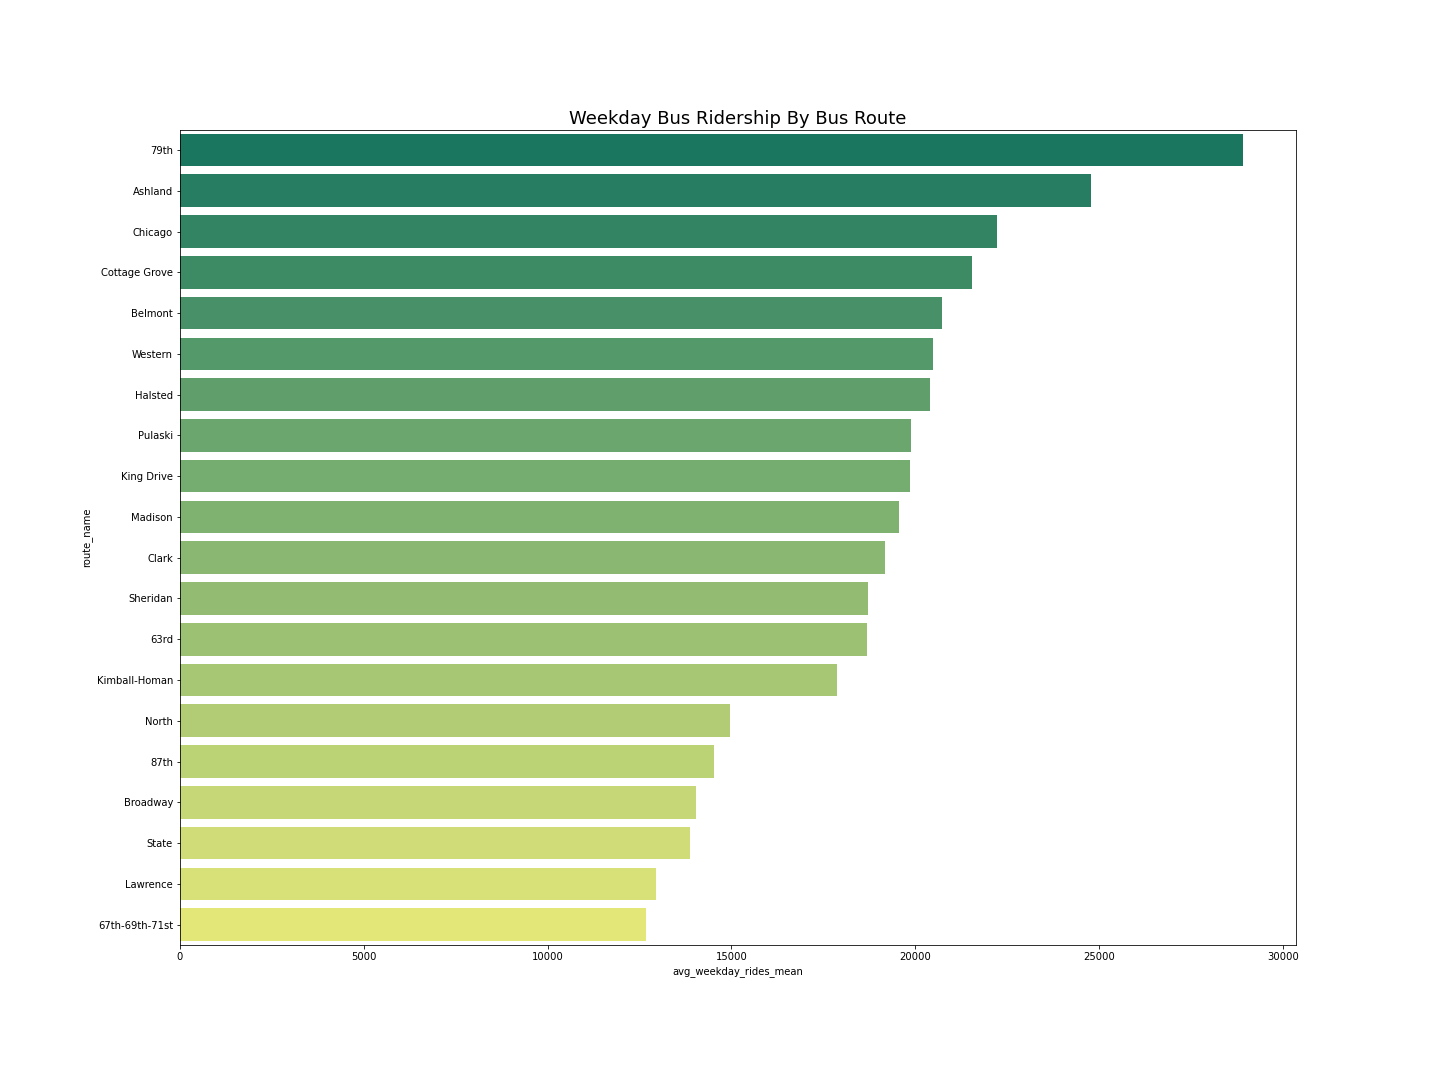 Weekday Bus Ridership By Bus Route
79th
Ashland
Chicago
Cottage Grove
Belmont
Western
Halsted
Pulaski
King Drive
Madison
Clark
Sheridan
63rd
Kimball-Homan
North
87th
Broadway
State
Lawrence
67th-69th-71st
route_name
0 5000 10000 15000 20000 25000 30000
avg_weekday_rides_mean